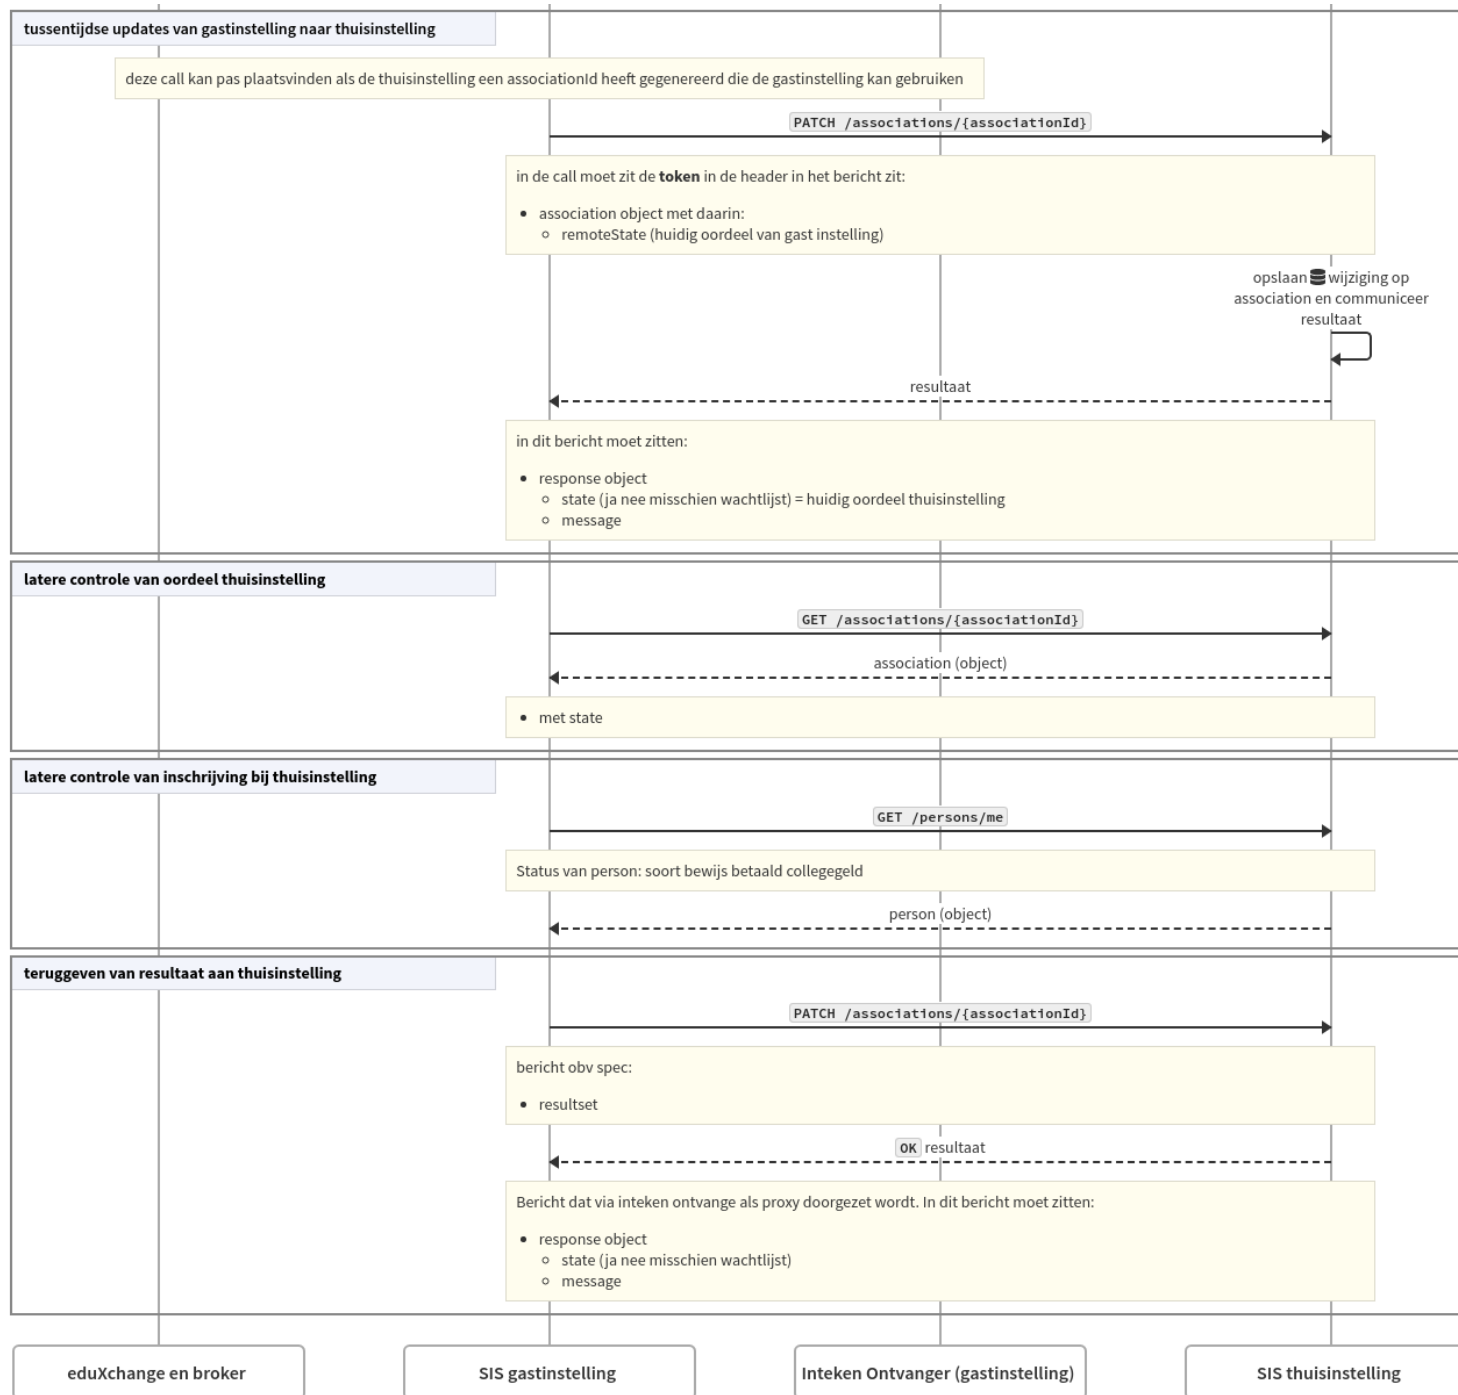 tussentijdse updates van gastinstelling naar thuisinstelling
deze call kan pas plaatsvinden als de thuisinstelling een associationId heeft gegenereerd die de gastinstelling kan gebruiken
PATCH /associations/{associationId}
in de call moet zit de token in de header in het bericht zit:
• association object met daarin:
◦ remoteState (huidig oordeel van gast instelling)
opslaan wijziging op
association en communiceer
resultaat
resultaat
in dit bericht moet zitten:
• response object
◦ state (ja nee misschien wachtlijst) = huidig oordeel thuisinstelling
◦ message
latere controle van oordeel thuisinstelling
GET /associations/{associationId}
association (object)
• met state
latere controle van inschrijving bij thuisinstelling
GET /persons/me
Status van person: soort bewijs betaald collegegeld
person (object)
teruggeven van resultaat aan thuisinstelling
PATCH /associations/{associationId}
bericht obv spec:
• resultset
OK resultaat
Bericht dat via inteken ontvange als proxy doorgezet wordt. In dit bericht moet zitten:
• response object
◦ state (ja nee misschien wachtlijst)
◦ message
eduXchange en broker
SIS gastinstelling
Inteken Ontvanger (gastinstelling)
SIS thuisinstelling